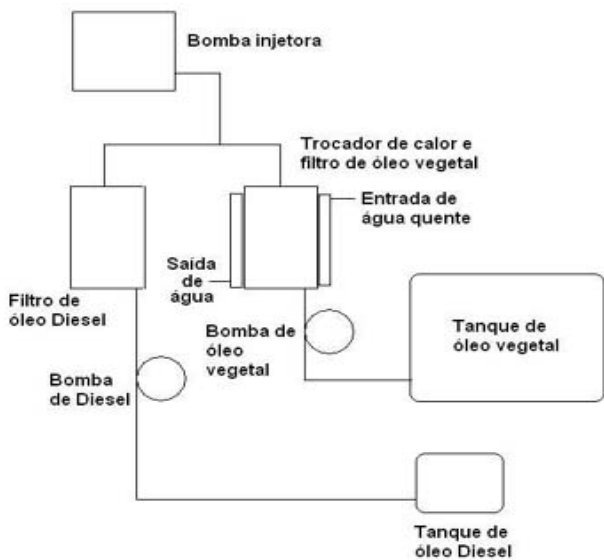 Bomba injetora
Trocador de calor e
filtro de óleo vegetal
Entrada de
água quente
Saída
de
água
Filtro de
óleo Diesel
Bomba de
óleo
vegetal
Tanque de
óleo vegetal
Bomba
de Diesel
Tanque de
óleo Diesel